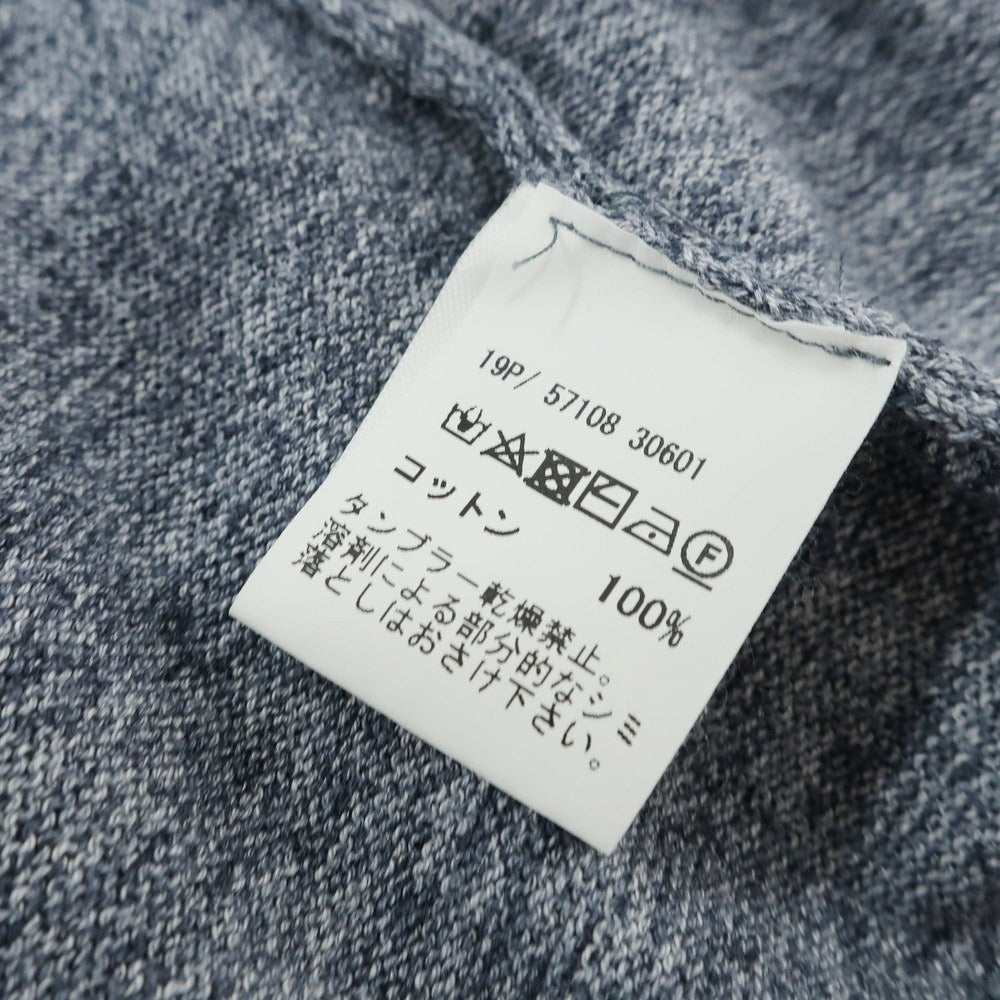 19P/ 57108 30601
F
コットン 100%
タンブラー乾燥禁止。
溶剤による部分的なシミ
落としはおさけ下さい。